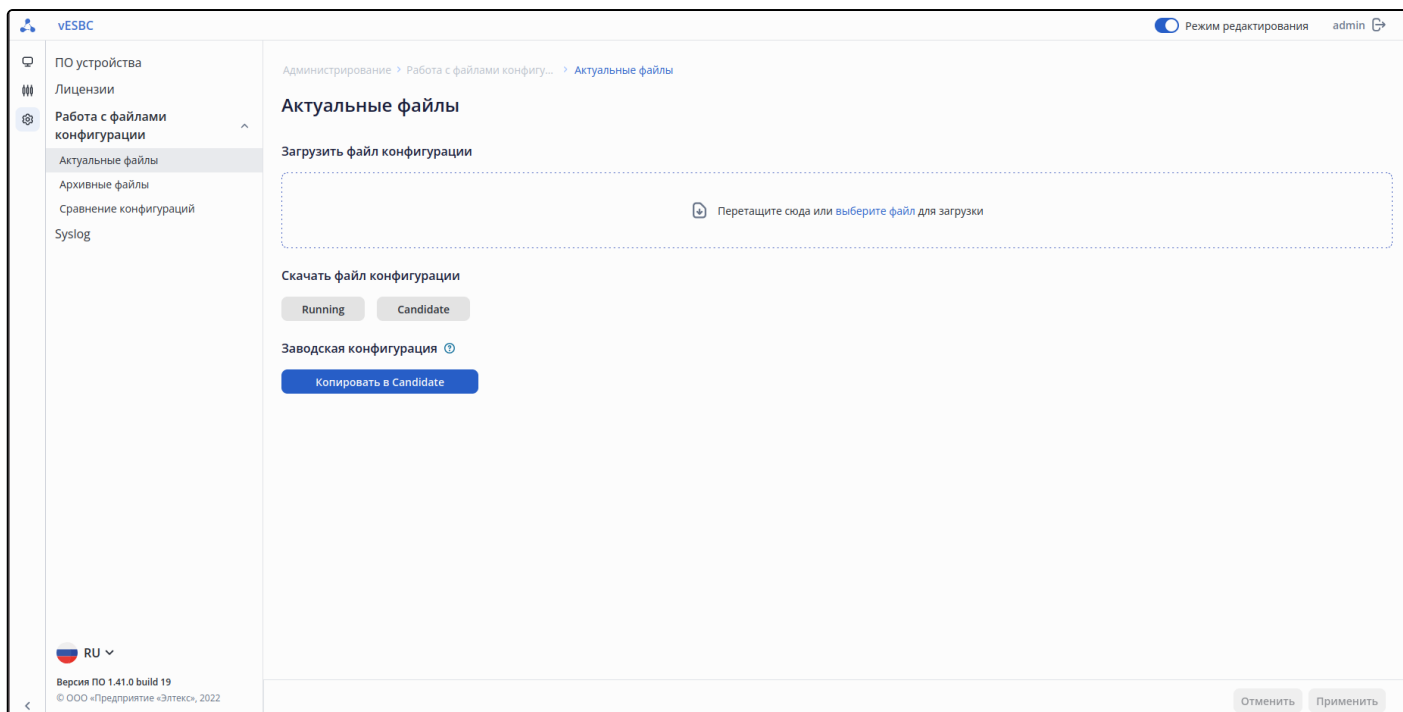 vESBC
Режим редактирования
admin
ПО устройства
Лицензии
Работа с файлами
конфигурации
Актуальные файлы
Архивные файлы
Сравнение конфигураций
Syslog
RU
Версия ПО 1.41.0 build 19
© ООО «Предприятие «Элтекс», 2022
Администрирование > Работа с файлами конфигу... > Актуальные файлы
Актуальные файлы
Загрузить файл конфигурации
Перетащите сюда или выберите файл для загрузки
Скачать файл конфигурации
Running Candidate
Заводская конфигурация ?
Копировать в Candidate
Отменить Применить